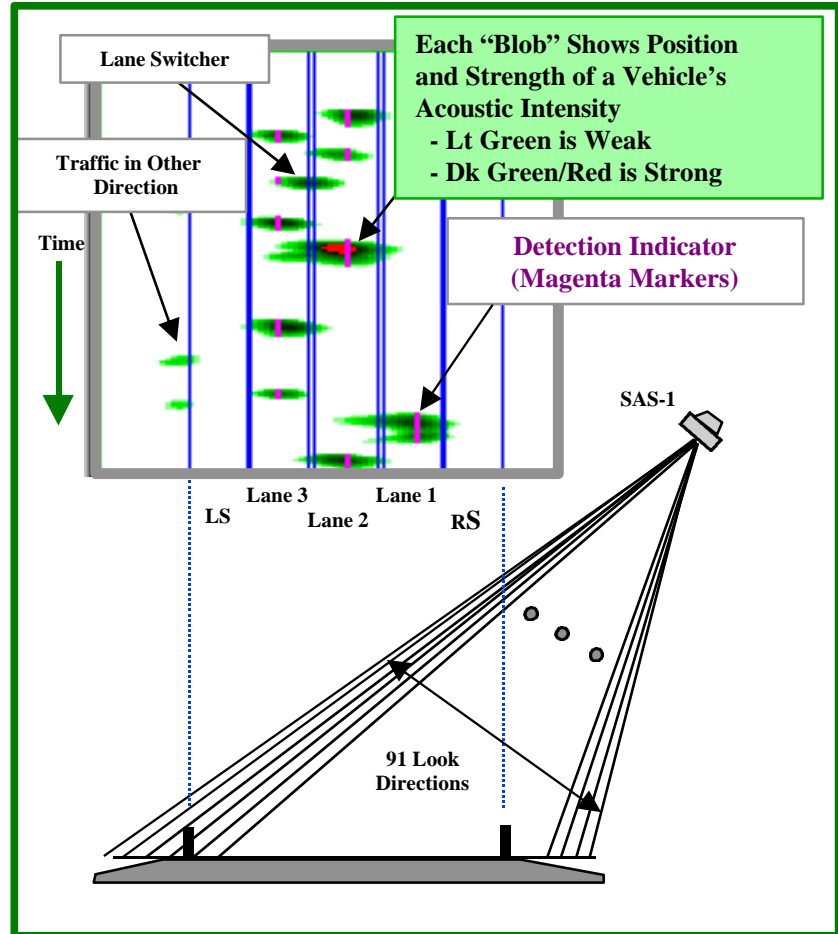 Lane Switcher
Each “Blob” Shows Position
and Strength of a Vehicle’s
Acoustic Intensity
- Lt Green is Weak
- Dk Green/Red is Strong
Traffic in Other
Direction
Time
Detection Indicator
(Magenta Markers)
SAS-1
LS
Lane 3
Lane 2
Lane 1
RS
91 Look
Directions